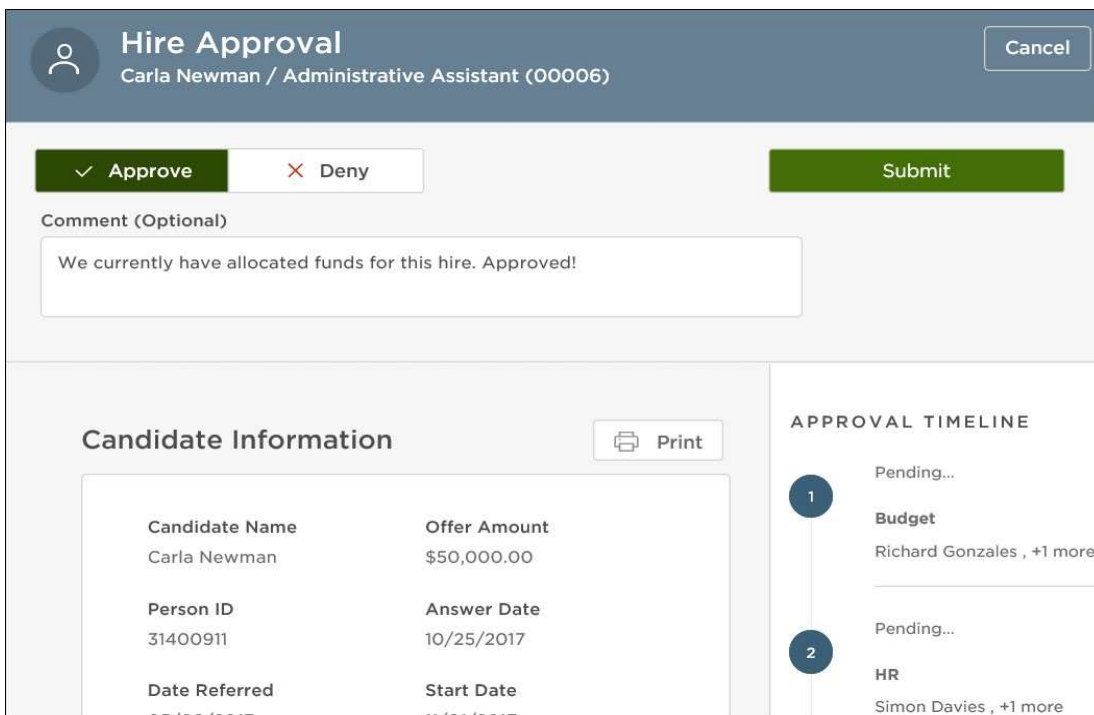 Hire Approval
Carla Newman / Administrative Assistant (00006)
Cancel
Approve
Deny
Submit
Comment (Optional)
We currently have allocated funds for this hire. Approved!
Candidate Information
Print
Candidate Name
Carla Newman
Offer Amount
$50,000.00
Person ID
31400911
Answer Date
10/25/2017
Date Referred
Start Date
APPROVAL TIMELINE
1
Pending...
Budget
Richard Gonzales , +1 more
2
Pending...
HR
Simon Davies , +1 more